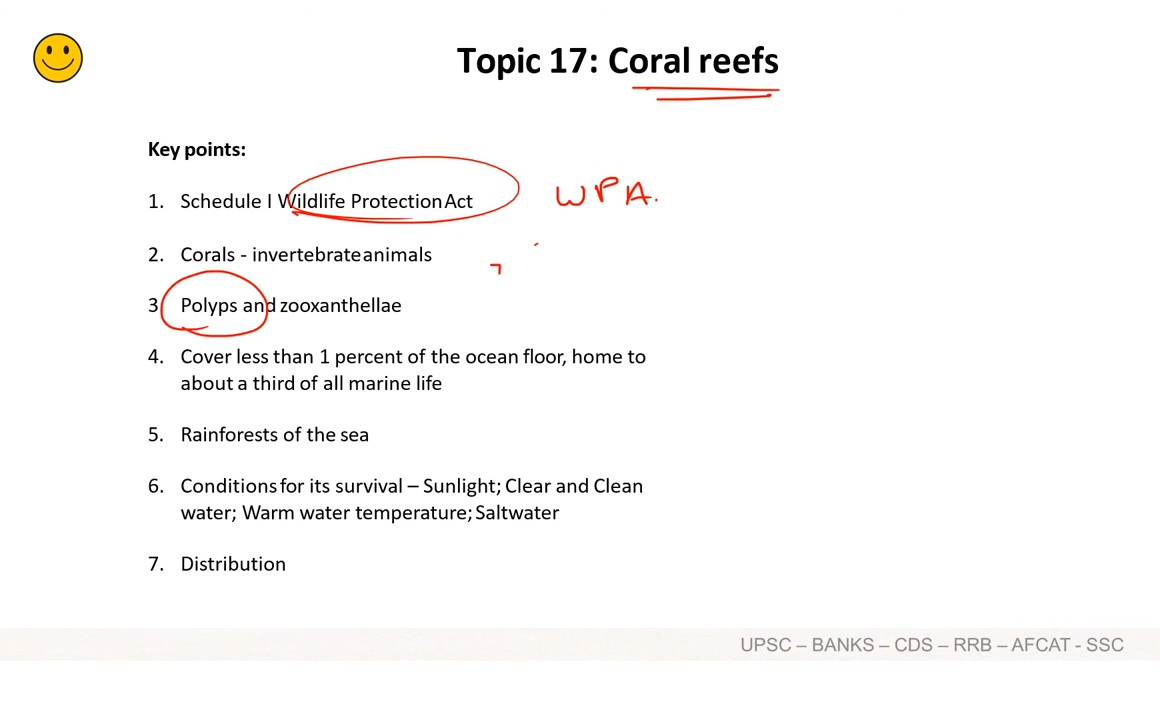 Topic 17: Coral reefs
Key points:
1. Schedule I Wildlife Protection Act
WPA.
2. Corals - invertebrate animals
3 Polyps and zooxanthellae
4. Cover less than 1 percent of the ocean floor, home to
about a third of all marine life
5. Rainforests of the sea
6. Conditions for its survival – Sunlight; Clear and Clean
water; Warm water temperature; Saltwater
7. Distribution
UPSC – BANKS – CDS – RRB – AFCAT - SSC